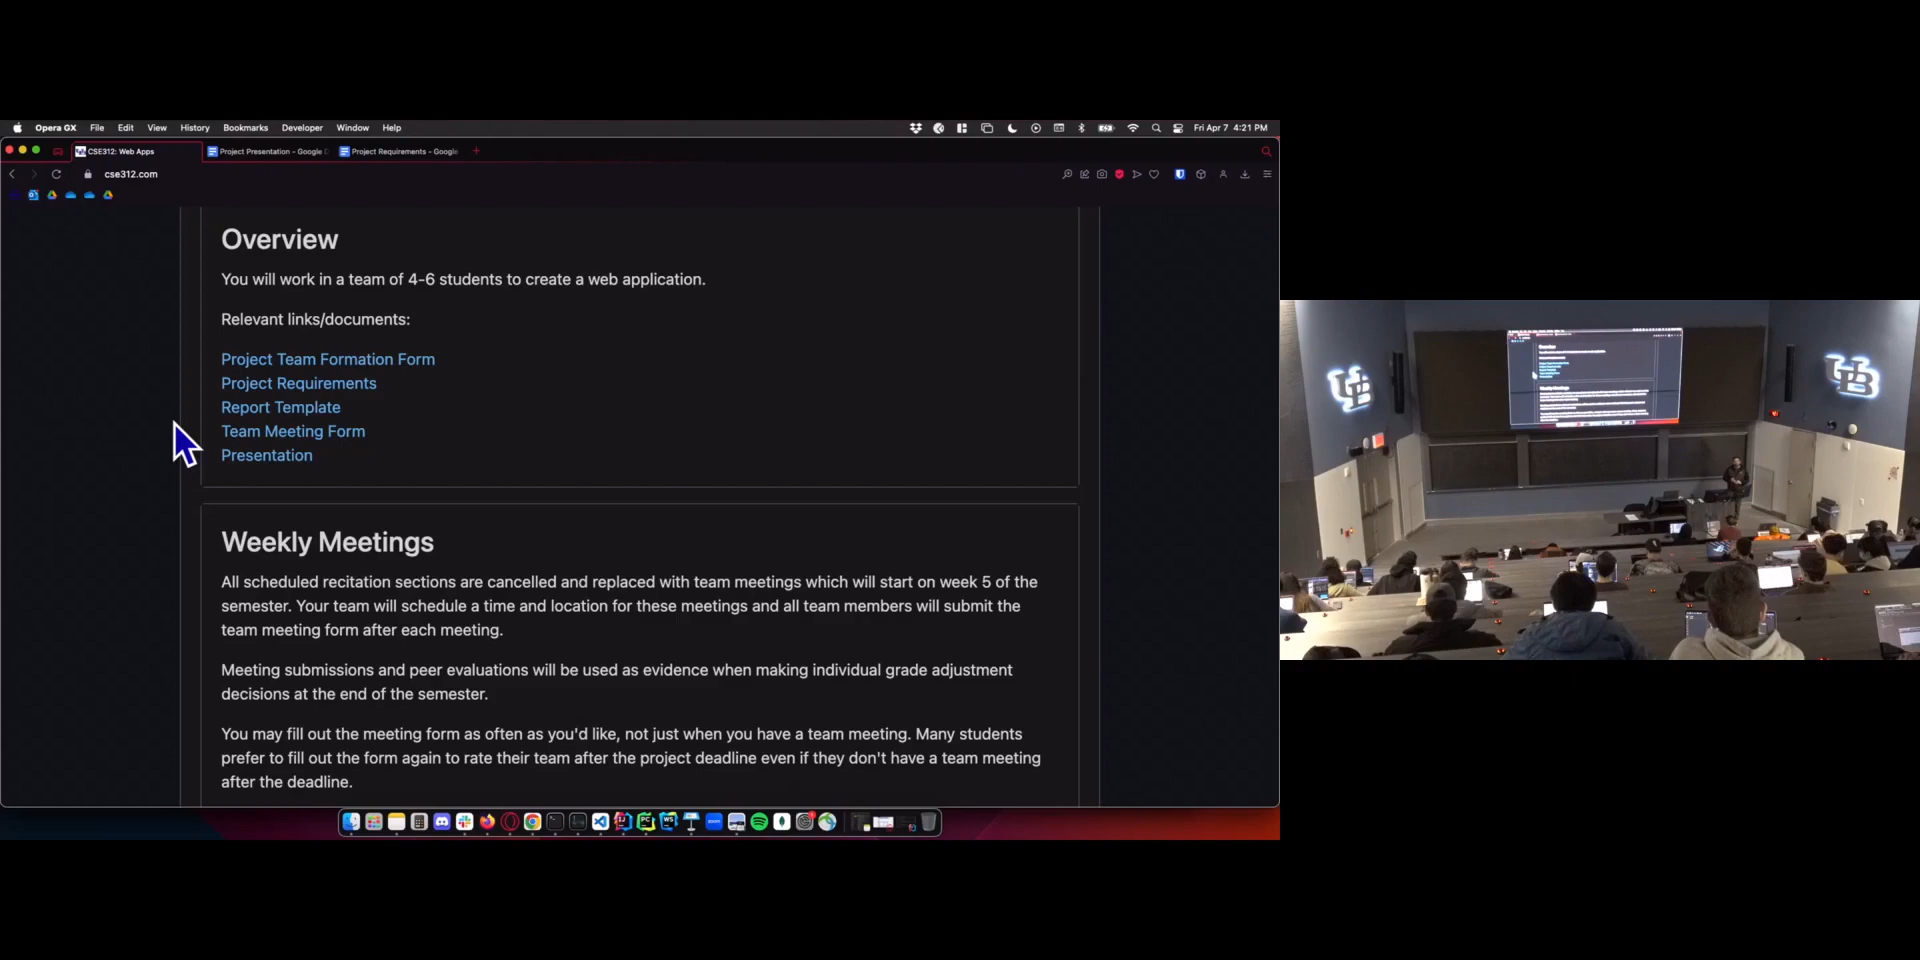 Opera GX File Edit View History Bookmarks Developer Window Help
Fri Apr 7 4:21 PM
CSE312: Web Apps
Project Presentation - Google D
Project Requirements - Google
cse312.com
Overview
You will work in a team of 4-6 students to create a web application.
Relevant links/documents:
Project Team Formation Form
Project Requirements
Report Template
Team Meeting Form
Presentation
Weekly Meetings
All scheduled recitation sections are cancelled and replaced with team meetings which will start on week 5 of the
semester. Your team will schedule a time and location for these meetings and all team members will submit the
team meeting form after each meeting.
Meeting submissions and peer evaluations will be used as evidence when making individual grade adjustment
decisions at the end of the semester.
You may fill out the meeting form as often as you'd like, not just when you have a team meeting. Many students
prefer to fill out the form again to rate their team after the project deadline even if they don't have a team meeting
after the deadline.
UB
UB